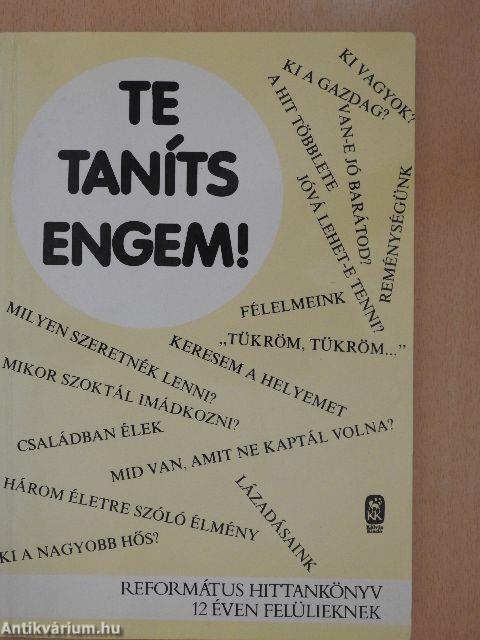 TE
TANÍTS
ENGEM!
KI VAGYOK?
KI A GAZDAG?
A HIT TÖBBLETE
VAN-E JÓ BARÁTOD?
JÓVÁ LEHET-E TENNI?
REMÉNYSÉGÜNK
FÉLELMEINK
„TÜKRÖM, TÜKRÖM..."
MILYEN SZERETNÉK LENNI?
KERESEM A HELYEMET
MIKOR SZOKTÁL IMÁDKOZNI?
CSALÁDBAN ÉLEK
MID VAN, AMIT NE KAPTÁL VOLNA?
HÁROM ÉLETRE SZÓLÓ ÉLMÉNY
LÁZADÁSAINK
KI A NAGYOBB HŐS?
Kálvin
Kiadó
REFORMÁTUS HITTANKÖNYV
12 ÉVEN FELÜLIEKNEK
Antikvárium.hu